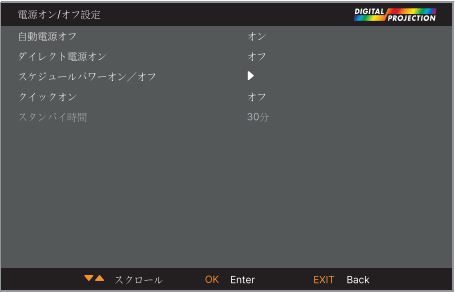 電源オン/オフ設定 DIGITAL PROJECTION
自動電源オフ オン
ダイレクト電源オン オフ
スケジュールパワーオン／オフ ▶
クイックオン オフ
スタンバイ時間 30分
▼▲ スクロール OK Enter EXIT Back